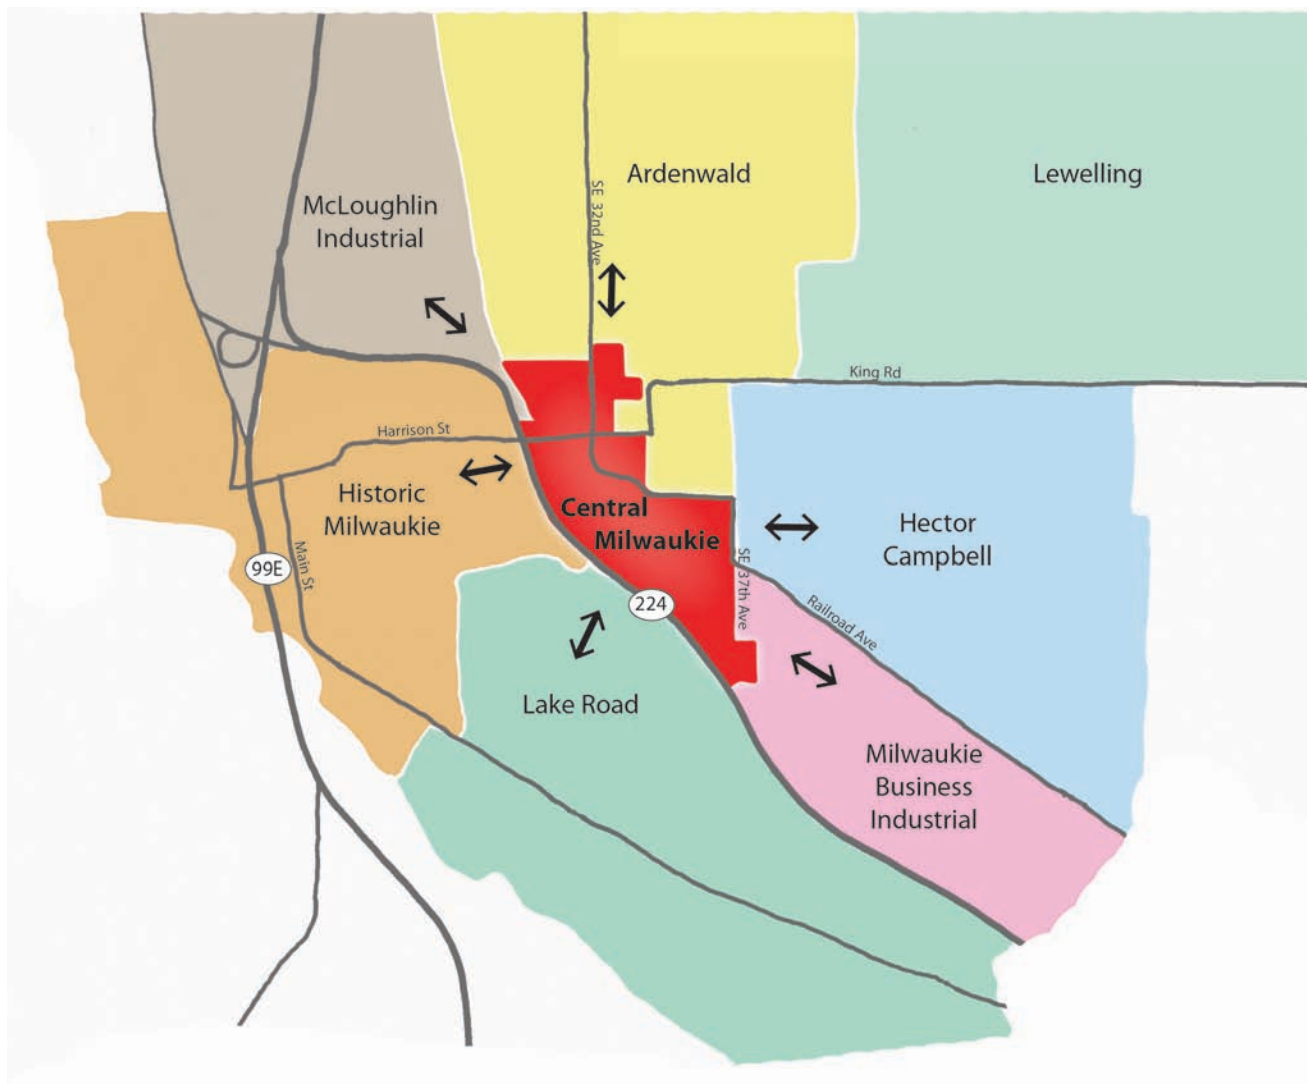 Ardenwald
Lewelling
SE 32nd Ave
McLoughlin
Industrial
King Rd
Harrison St
Historic
Milwaukie
Central
Milwaukie
Hector
Campbell
Main St
99E
SE 37th Ave
224
Railroad Ave
Lake Road
Milwaukie
Business
Industrial